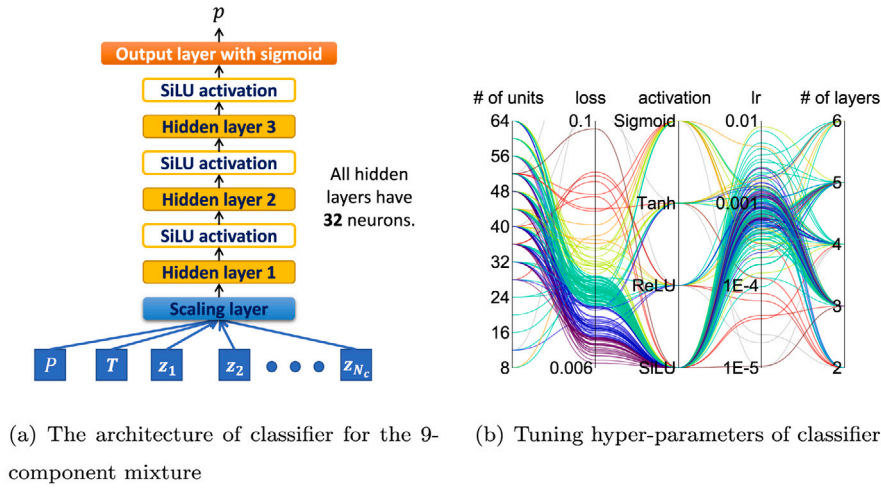 p
Output layer with sigmoid
SiLU activation
Hidden layer 3
SiLU activation
Hidden layer 2
SiLU activation
Hidden layer 1
Scaling layer
P T z₁ z₂ z_{N_c}
All hidden
layers have
32 neurons.
# of units loss activation lr # of layers
64 0.1 Sigmoid 0.01 6
56
48
40
32
24
16
8
0.006
Tanh
ReLU
SiLU
0.001
1E-4
1E-5
5
4
3
2
(a) The architecture of classifier for the 9-
component mixture
(b) Tuning hyper-parameters of classifier